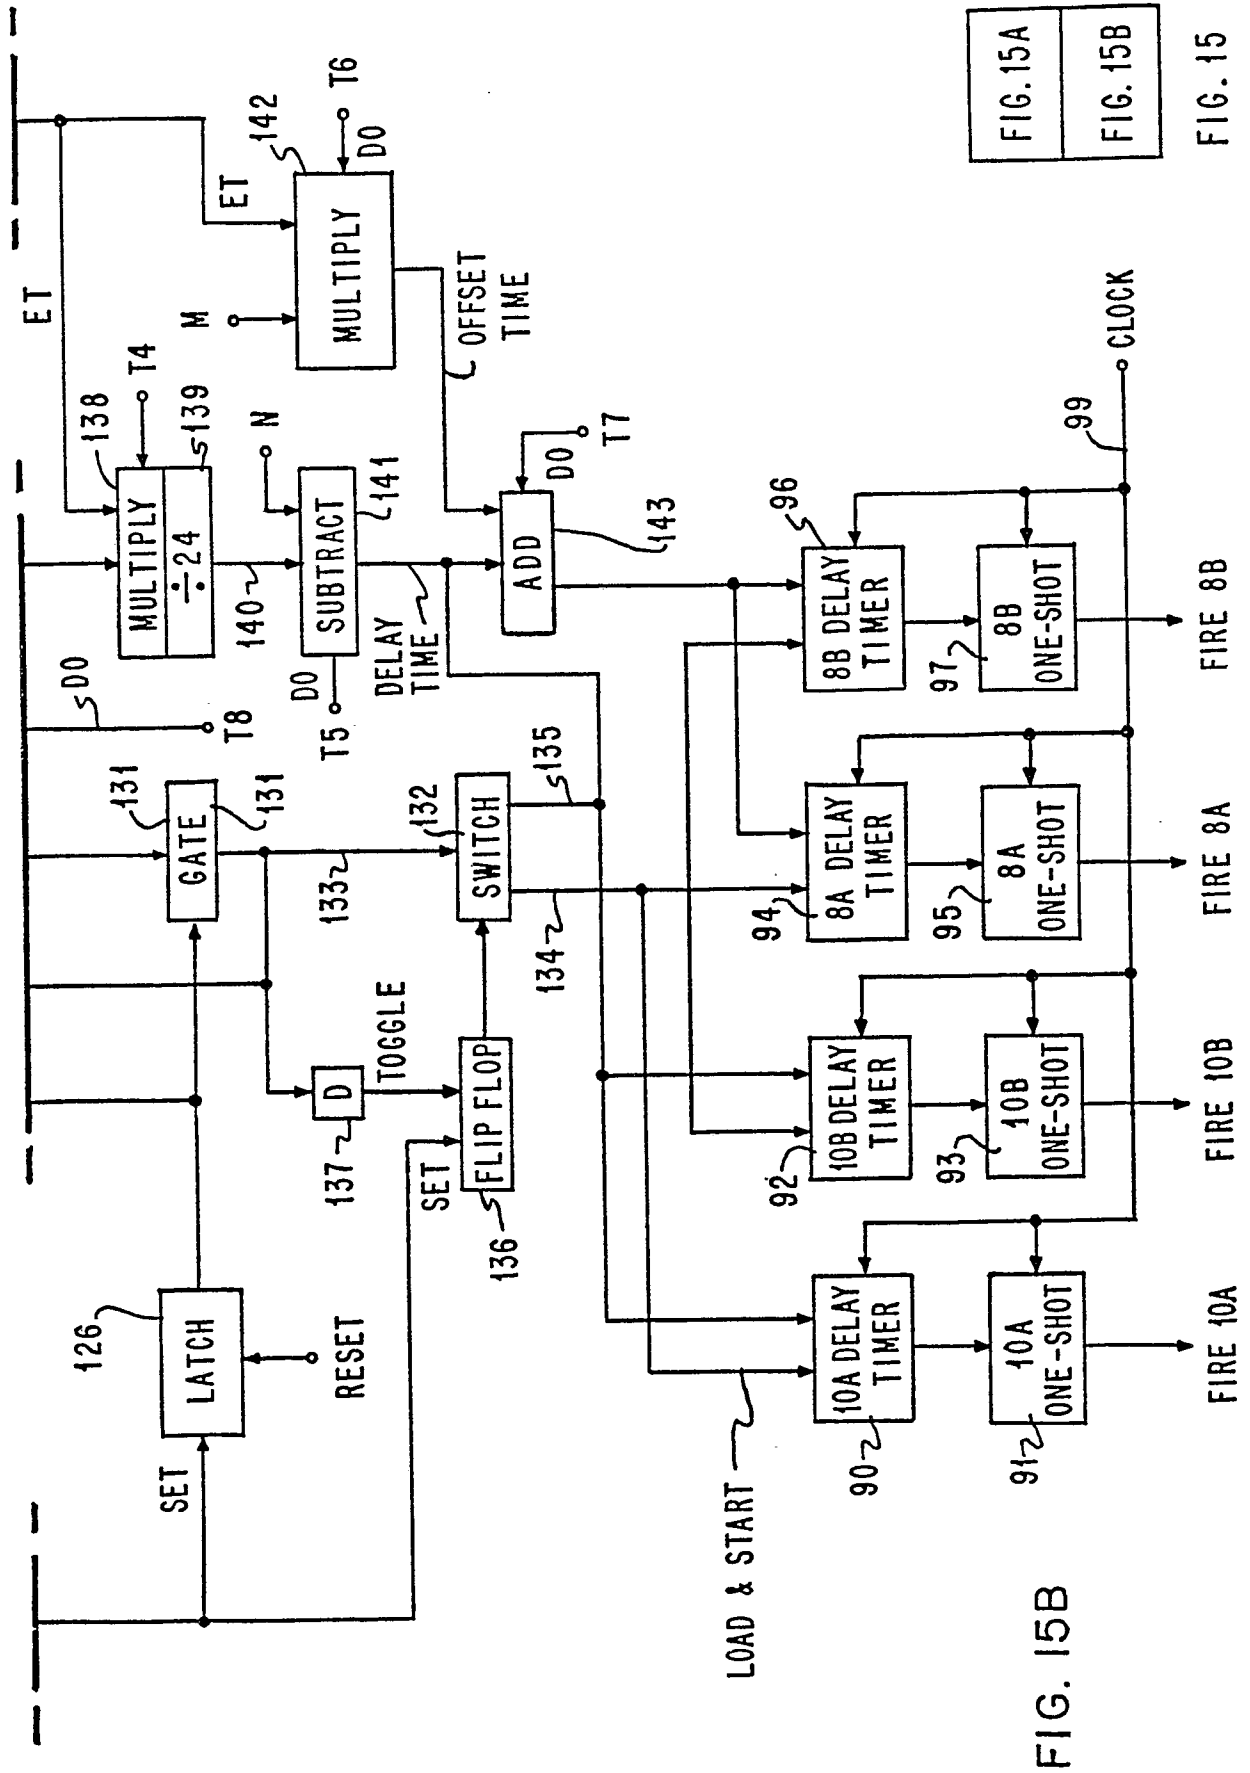 ET
138
MULTIPLY
÷24
T4
139
140
N
SUBTRACT
141
DO
T5
DELAY
TIME
M
ET
142
MULTIPLY
DO
T6
OFFSET
TIME
ADD
DO
T7
143
DO
T8
131
GATE
131
133
132
SWITCH
134
135
137
D
TOGGLE
SET
FLIP FLOP
136
126
SET
LATCH
RESET
LOAD & START
90
10A DELAY
TIMER
91
10A
ONE-SHOT
FIRE 10A
92
10B DELAY
TIMER
93
10B
ONE-SHOT
FIRE 10B
94
8A DELAY
TIMER
95
8A
ONE-SHOT
FIRE 8A
96
8B DELAY
TIMER
97
8B
ONE-SHOT
FIRE 8B
99
CLOCK
FIG. 15A
FIG. 15B
FIG. 15
FIG. 15B